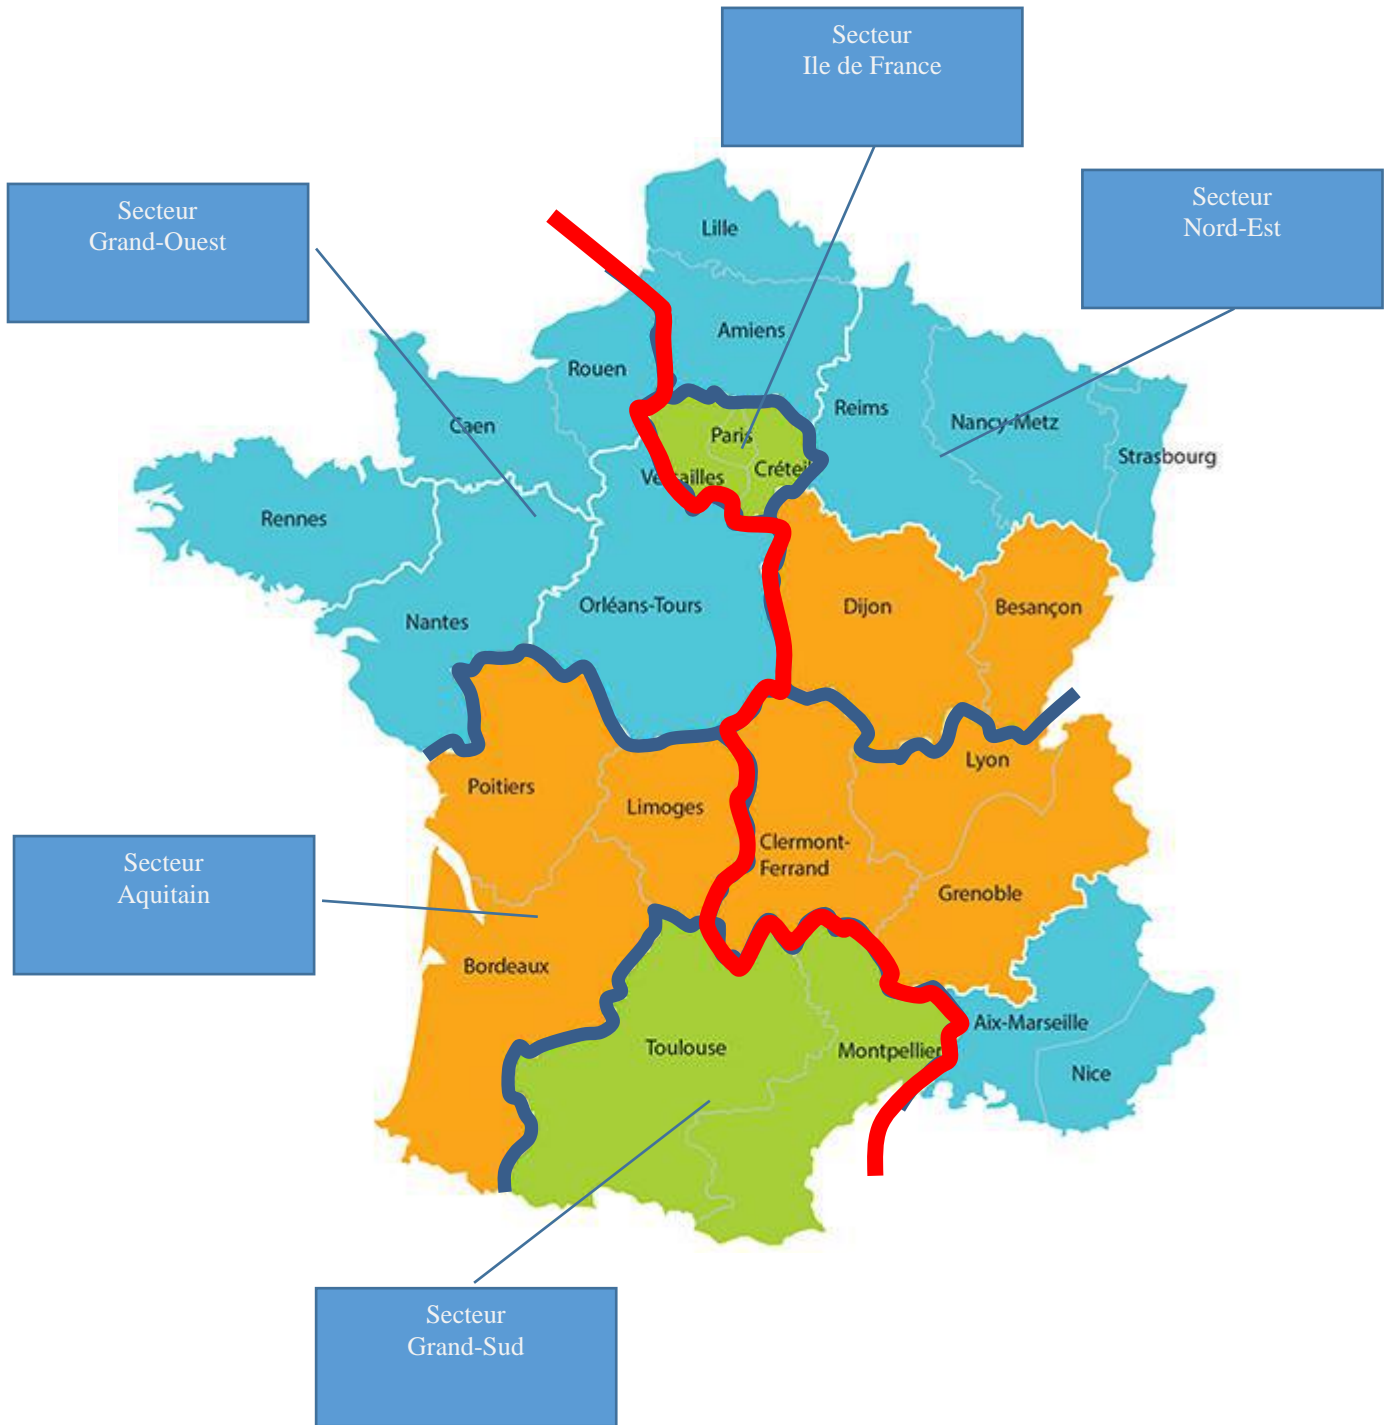 Secteur
Ile de France
Secteur
Nord-Est
Secteur
Grand-Ouest
Lille
Amiens
Rouen
Caen
Reims
Nancy-Metz
Strasbourg
Paris
Créteil
Versailles
Rennes
Nantes
Orléans-Tours
Dijon
Besançon
Poitiers
Limoges
Lyon
Clermont-
Ferrand
Grenoble
Secteur
Aquitain
Bordeaux
Toulouse
Montpellier
Aix-Marseille
Nice
Secteur
Grand-Sud